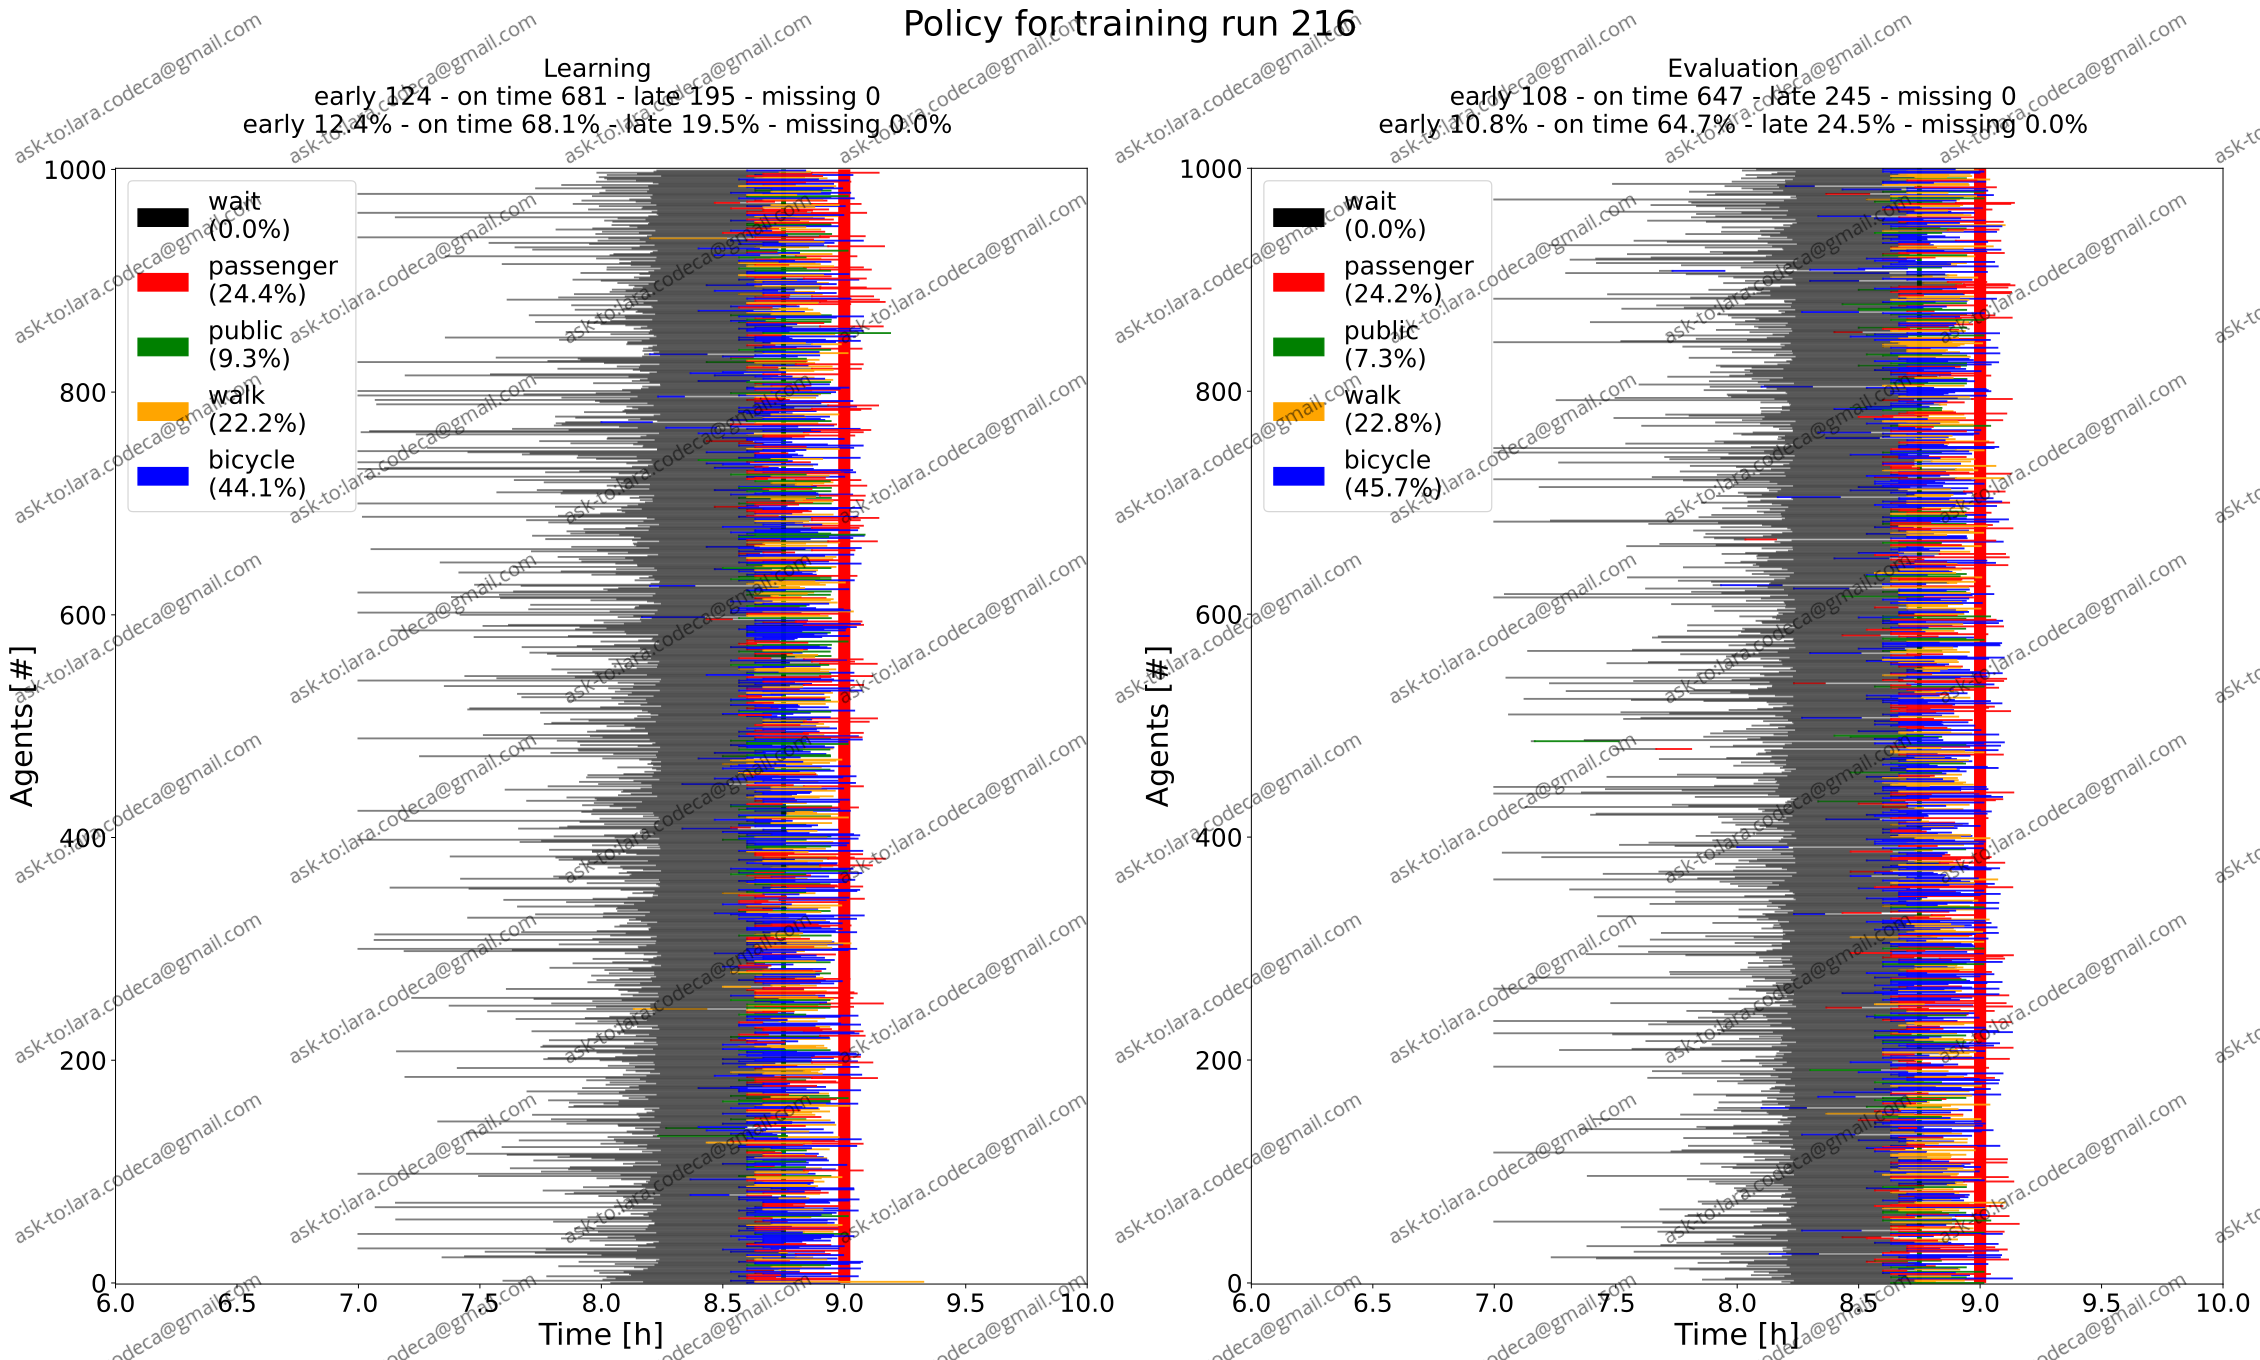 Policy for training run 216
Learning
early 124 - on time 681 - late 195 - missing 0
early 12.4% - on time 68.1% - late 19.5% - missing 0.0%
1000
800
600
400
200
0
Agents [#]
wait
(0.0%)
passenger
(24.4%)
public
(9.3%)
walk
(22.2%)
bicycle
(44.1%)
6.0 6.5 7.0 7.5 8.0 8.5 9.0 9.5 10.0
Time [h]
Evaluation
early 108 - on time 647 - late 245 - missing 0
early 10.8% - on time 64.7% - late 24.5% - missing 0.0%
1000
800
600
400
200
0
Agents [#]
wait
(0.0%)
passenger
(24.2%)
public
(7.3%)
walk
(22.8%)
bicycle
(45.7%)
6.0 6.5 7.0 7.5 8.0 8.5 9.0 9.5 10.0
Time [h]
ask-to:lara.codeca@gmail.com